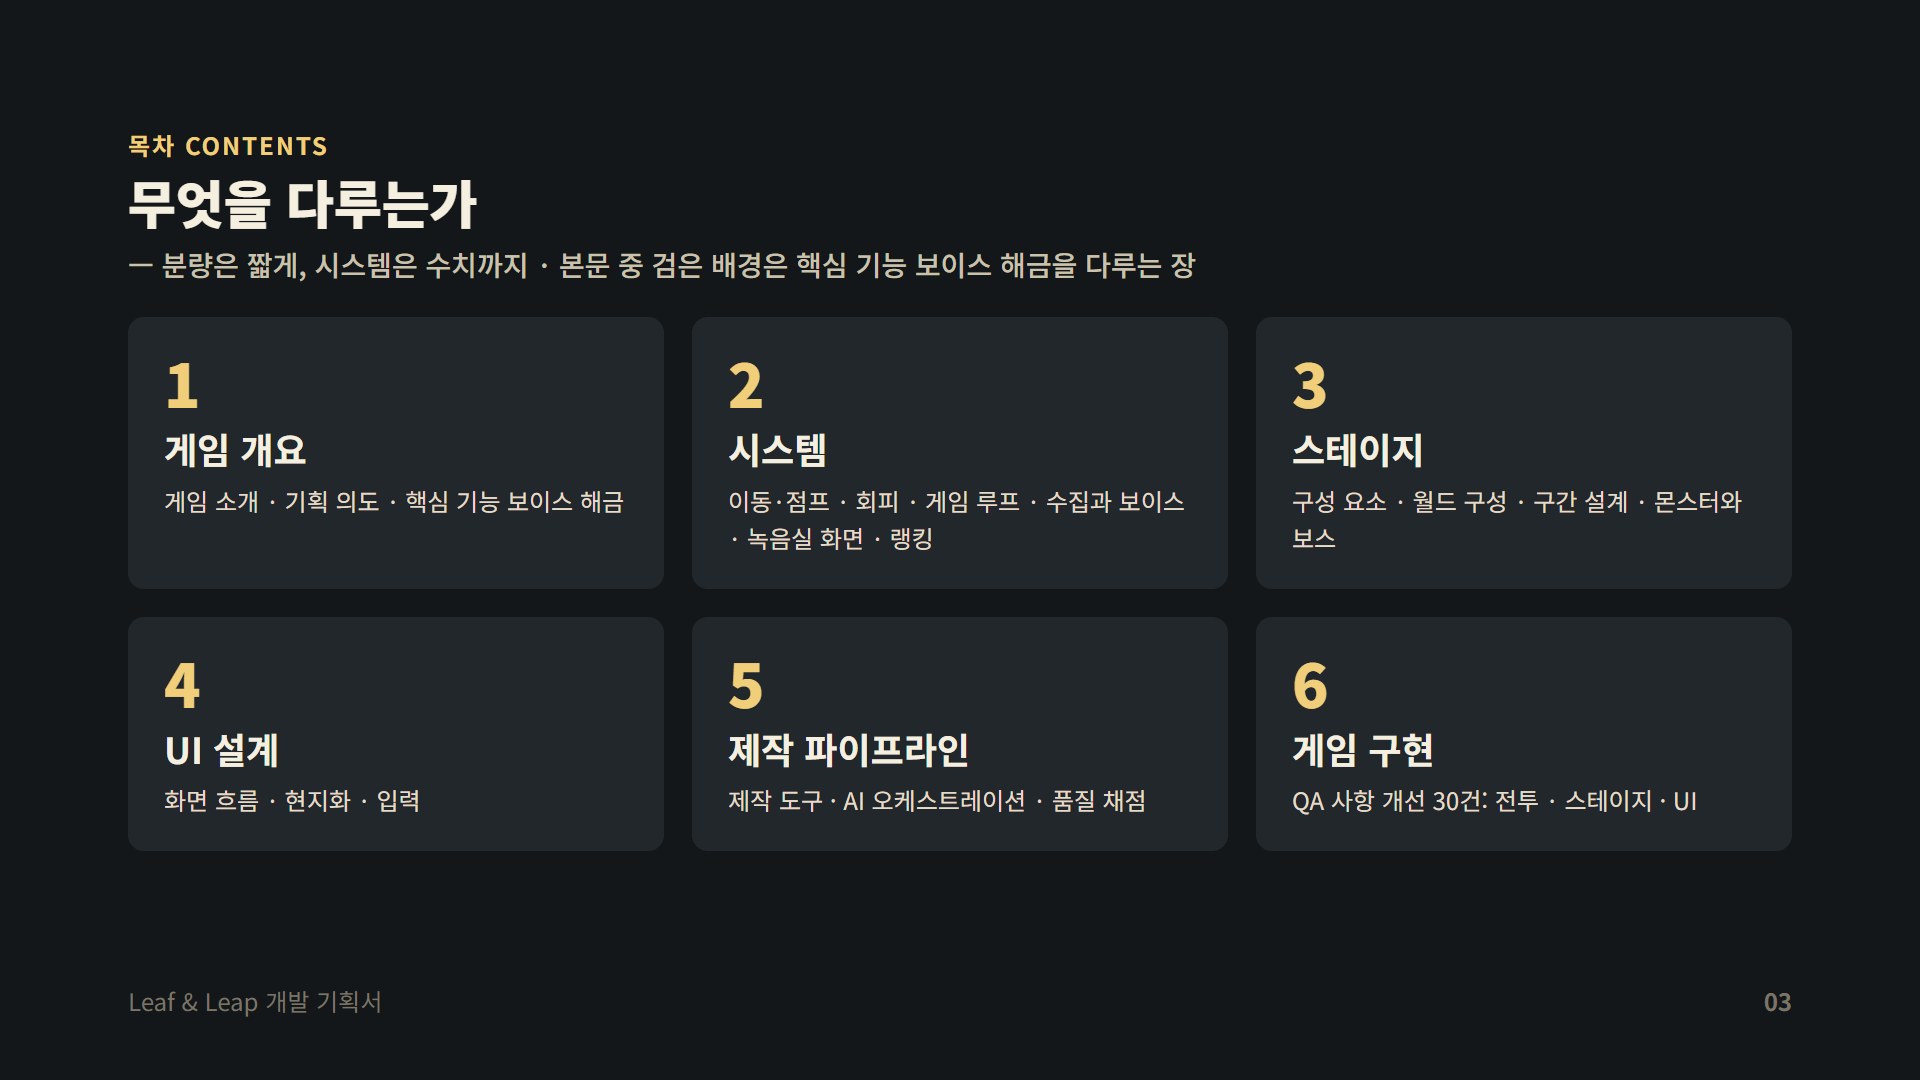 목차 CONTENTS
무엇을 다루는가
— 분량은 짧게, 시스템은 수치까지 · 본문 중 검은 배경은 핵심 기능 보이스 해금을 다루는 장
1
게임 개요
게임 소개 · 기획 의도 · 핵심 기능 보이스 해금
2
시스템
이동·점프 · 회피 · 게임 루프 · 수집과 보이스
· 녹음실 화면 · 랭킹
3
스테이지
구성 요소 · 월드 구성 · 구간 설계 · 몬스터와
보스
4
UI 설계
화면 흐름 · 현지화 · 입력
5
제작 파이프라인
제작 도구 · AI 오케스트레이션 · 품질 채점
6
게임 구현
QA 사항 개선 30건: 전투 · 스테이지 · UI
Leaf & Leap 개발 기획서
03